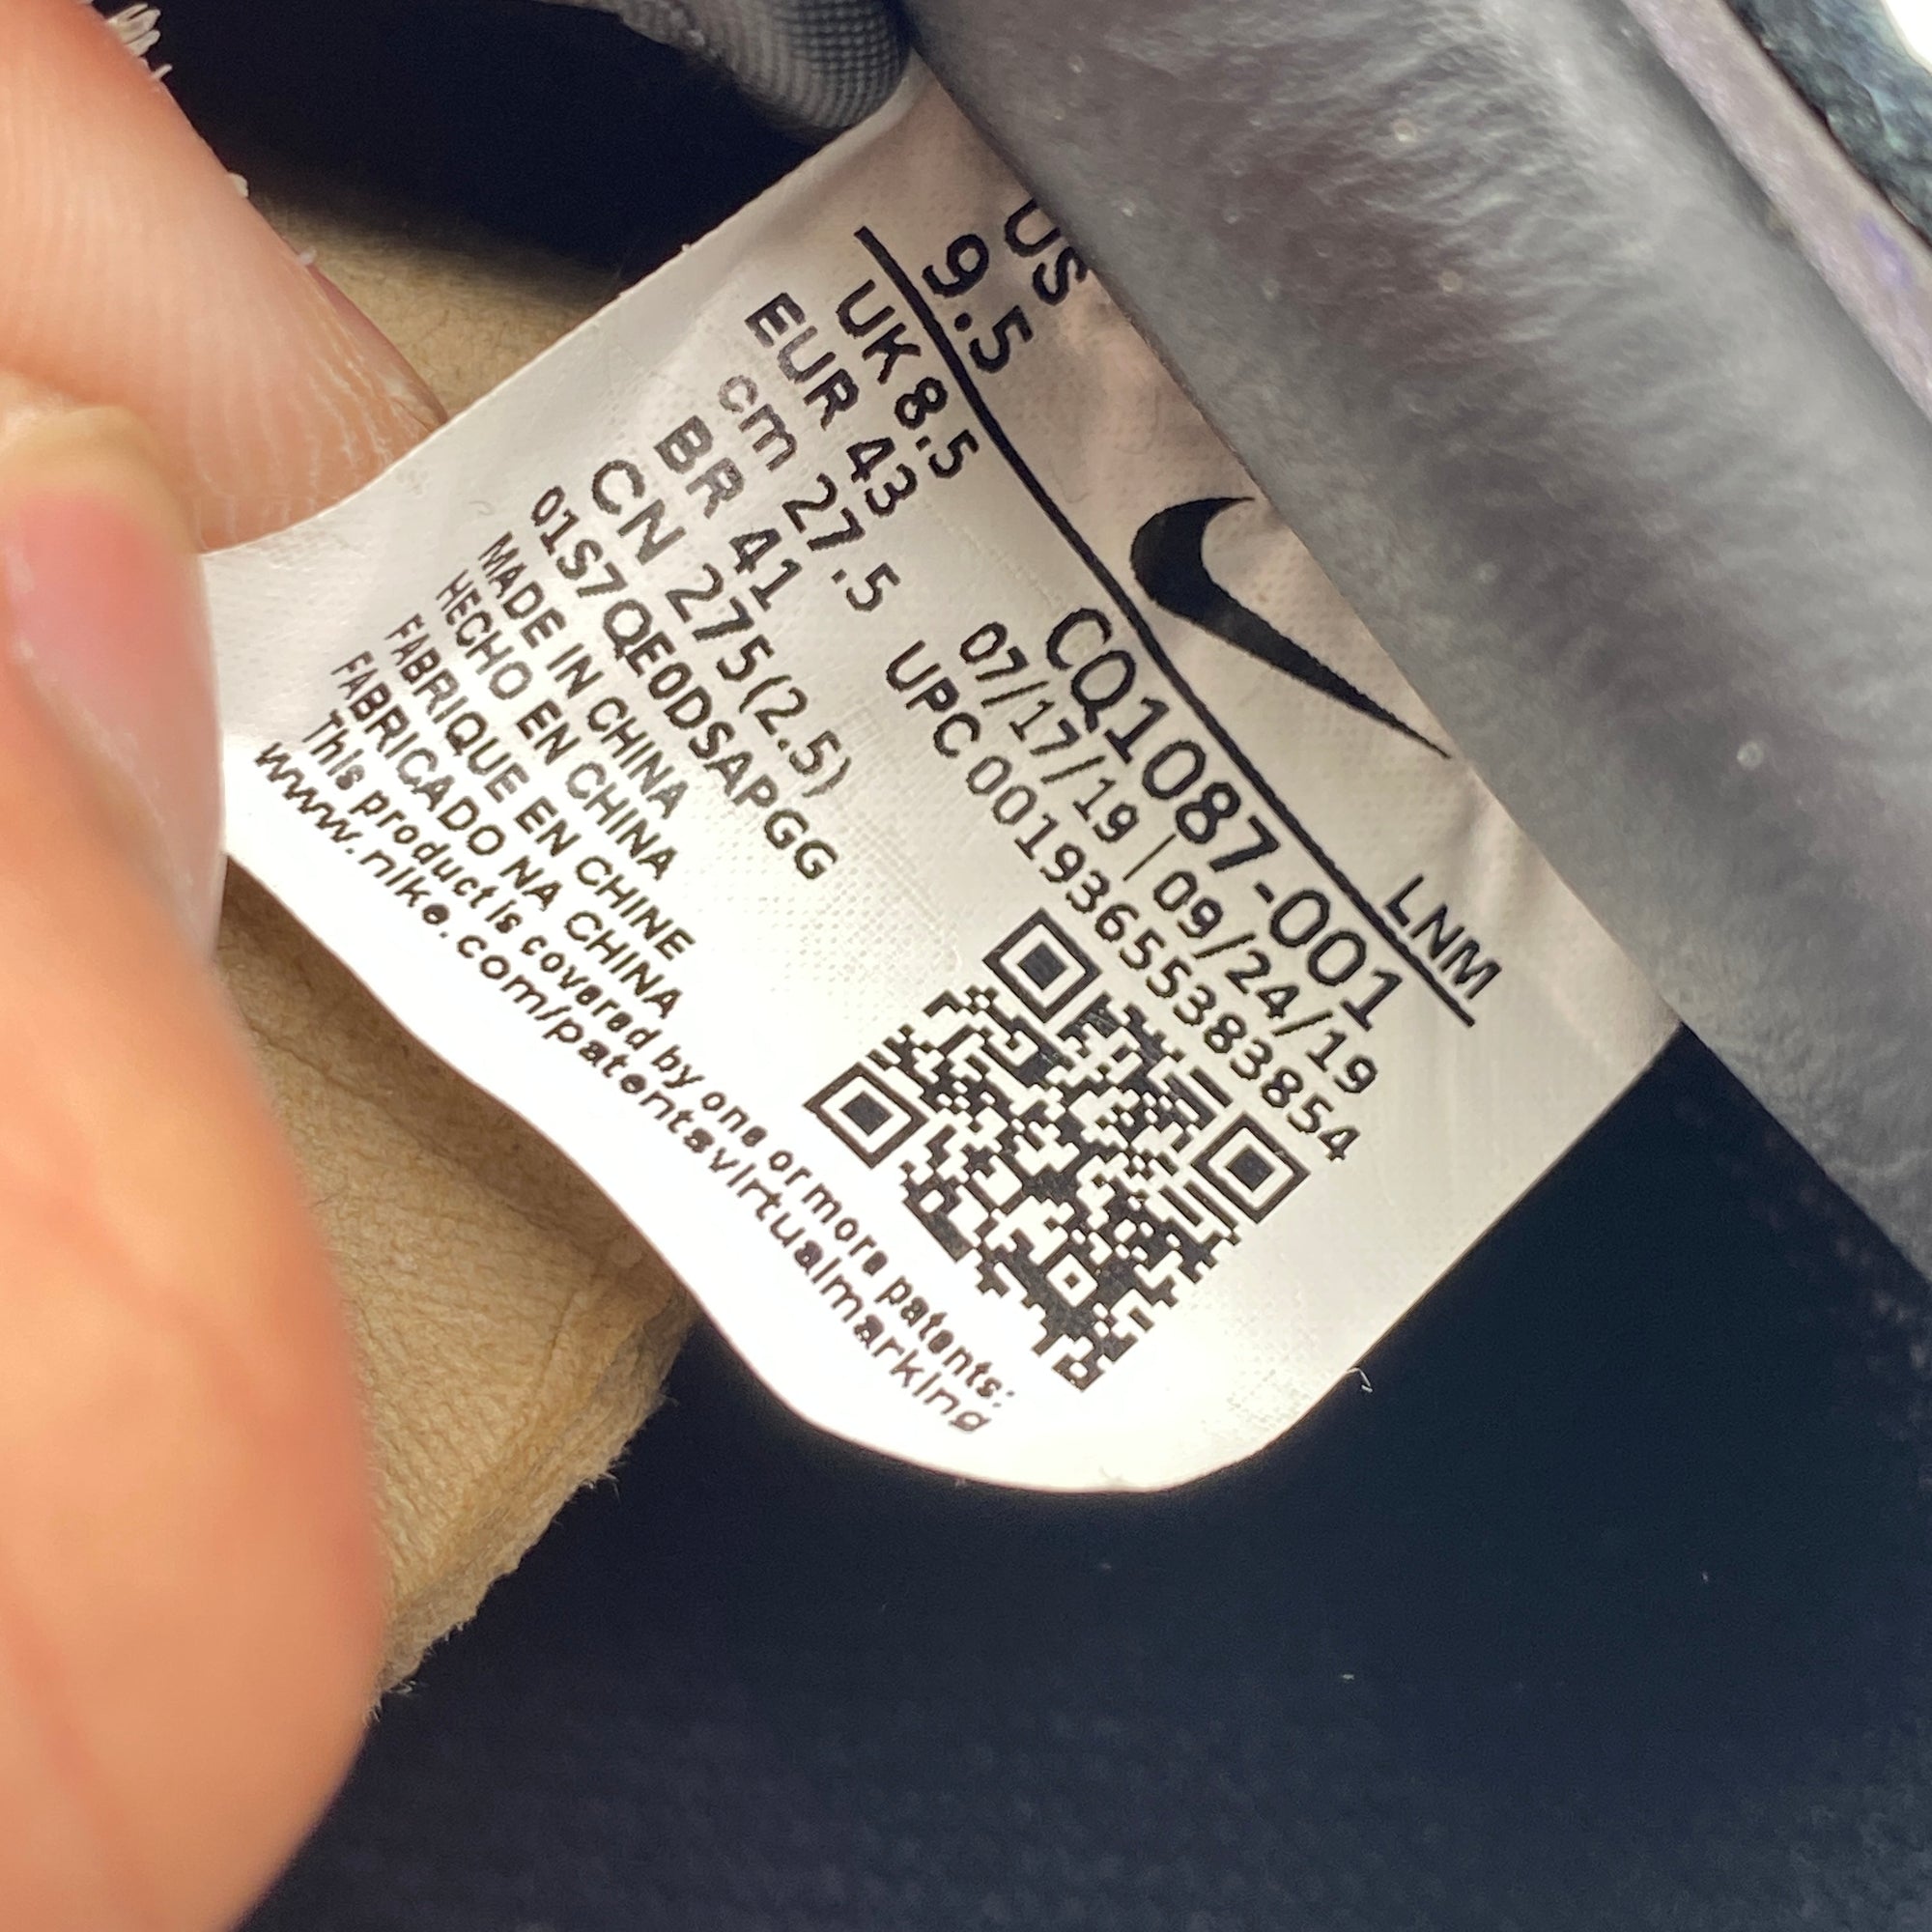 US
9.5
LNM
UK 8.5
CQ1087-001
EUR 43
07/17/19 | 09/24/19
cm 27.5
UPC 00193655383854
BR 41
CN 275(2.5)
01S7QE0DSAPGG
MADE IN CHINA
HECHO EN CHINA
FABRIQUE EN CHINE
FABRICADO NA CHINA
This product is covered by one or more patents:
www.nike.com/patentsvirtualmarking